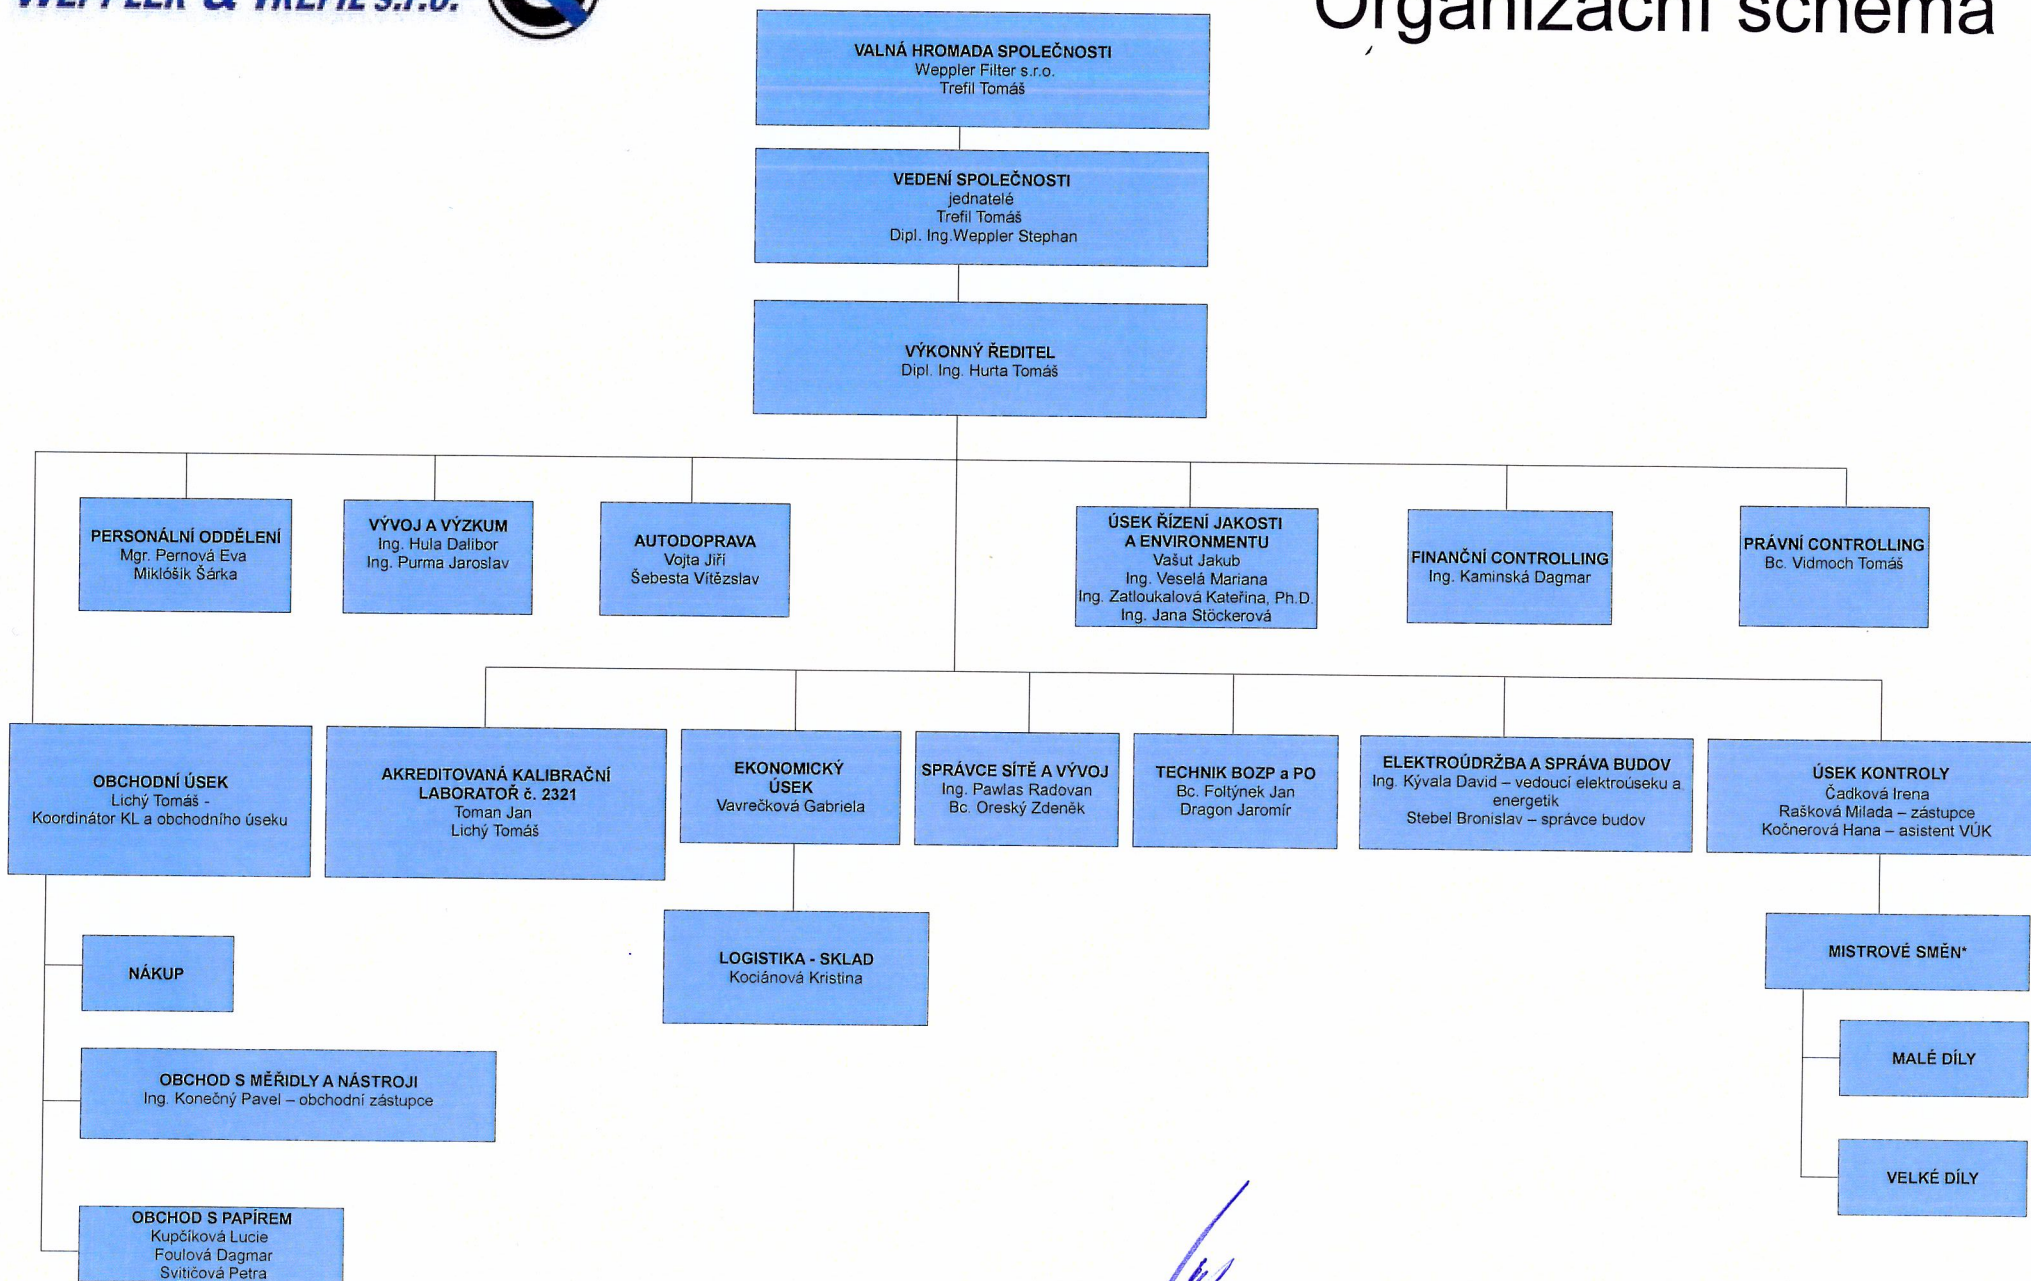 WEPPLER & TREFIL s.r.o.
Organizační schéma
VALNÁ HROMADA SPOLEČNOSTI
Weppler Filter s.r.o.
Trefil Tomáš
VEDENÍ SPOLEČNOSTI
jednatelé
Trefil Tomáš
Dipl. Ing.Weppler Stephan
VÝKONNÝ ŘEDITEL
Dipl. Ing. Hurta Tomáš
PERSONÁLNÍ ODDĚLENÍ
Mgr. Pernová Eva
Miklóšik Šárka
VÝVOJ A VÝZKUM
Ing. Hula Dalibor
Ing. Purma Jaroslav
AUTODOPRAVA
Vojta Jiří
Šebesta Vítězslav
ÚSEK ŘÍZENÍ JAKOSTI
A ENVIRONMENTU
Vašut Jakub
Ing. Veselá Mariana
Ing. Zatloukalová Kateřina, Ph.D.
Ing. Jana Stöckerová
FINANČNÍ CONTROLLING
Ing. Kaminská Dagmar
PRÁVNÍ CONTROLLING
Bc. Vidmoch Tomáš
OBCHODNÍ ÚSEK
Lichý Tomáš -
Koordinátor KL a obchodního úseku
AKREDITOVANÁ KALIBRAČNÍ
LABORATOŘ č. 2321
Toman Jan
Lichý Tomáš
EKONOMICKÝ
ÚSEK
Vavrečková Gabriela
SPRÁVCE SÍTĚ A VÝVOJ
Ing. Pawlas Radovan
Bc. Oreský Zdeněk
TECHNIK BOZP a PO
Bc. Foltýnek Jan
Dragon Jaromír
ELEKTROÚDRŽBA A SPRÁVA BUDOV
Ing. Kývala David – vedoucí elektroúseku a
energetik
Stebel Bronislav – správce budov
ÚSEK KONTROLY
Čadková Irena
Rašková Milada – zástupce
Kočnerová Hana – asistent VÚK
NÁKUP
LOGISTIKA - SKLAD
Kociánová Kristina
MISTROVÉ SMĚN*
MALÉ DÍLY
OBCHOD S MĚŘIDLY A NÁSTROJI
Ing. Konečný Pavel – obchodní zástupce
VELKÉ DÍLY
OBCHOD S PAPÍREM
Kupčíková Lucie
Foulová Dagmar
Svitičová Petra